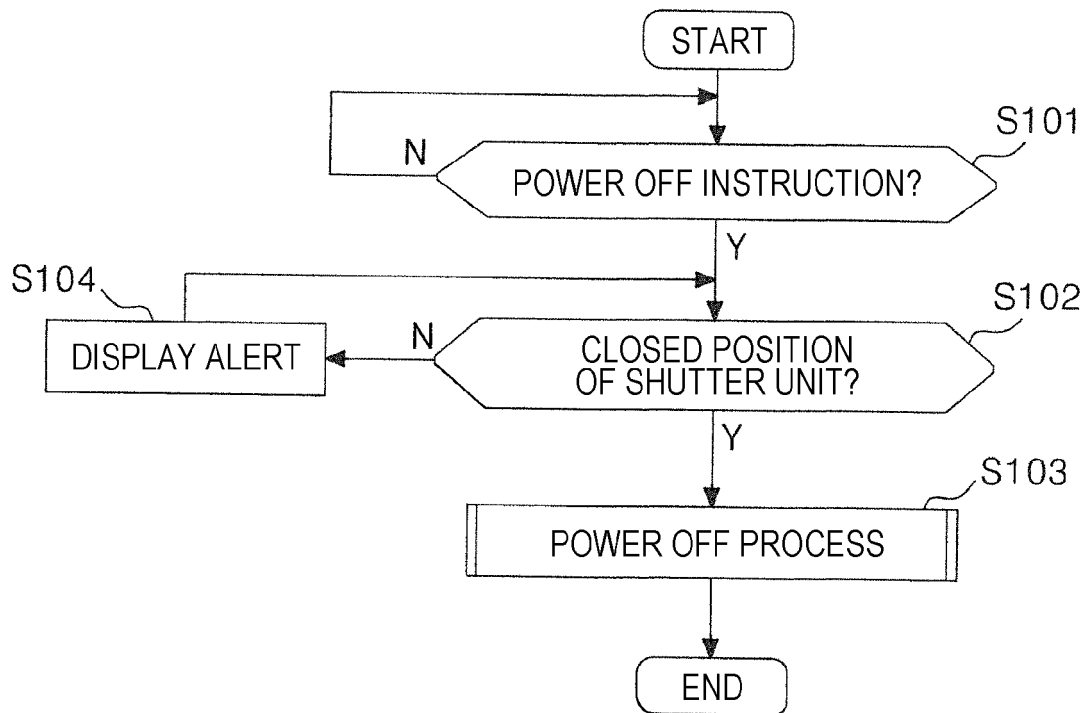 START
S101
N
POWER OFF INSTRUCTION?
Y
S104
S102
DISPLAY ALERT
N
CLOSED POSITION
OF SHUTTER UNIT?
Y
S103
POWER OFF PROCESS
END